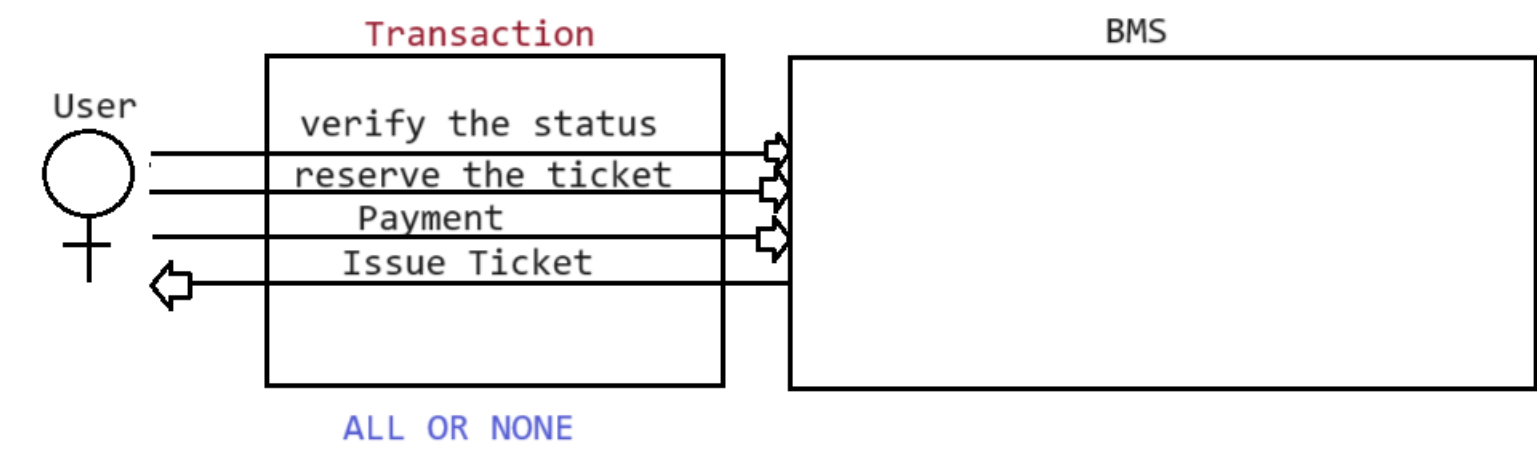 Transaction
BMS
User
verify the status
reserve the ticket
Payment
Issue Ticket
ALL OR NONE